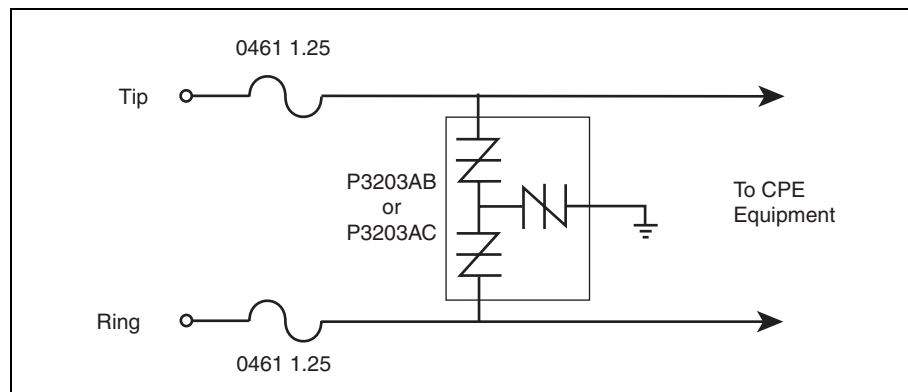 0461 1.25
Tip
P3203AB
or
P3203AC
To CPE
Equipment
Ring
0461 1.25